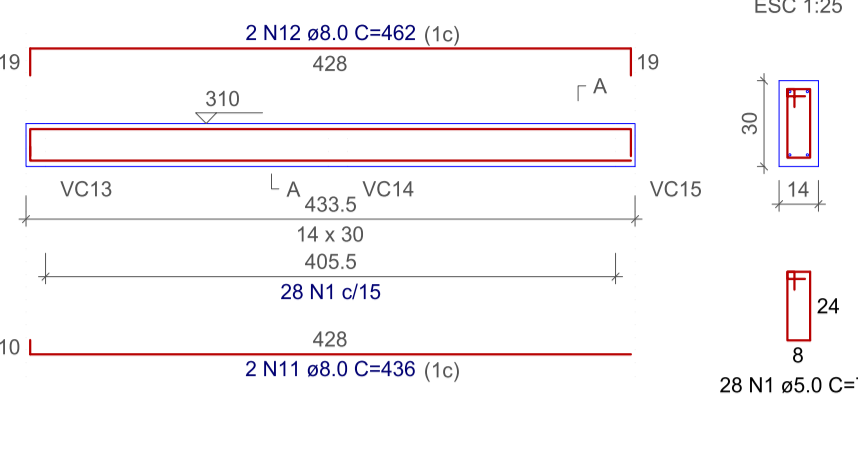 ESC 1:25
2 N12 ø8.0 C=462 (1c)
19 428 19
310
A
30
VC13 A VC14 VC15
14
433.5
14 x 30
405.5
28 N1 c/15
24
428
10
8
2 N11 ø8.0 C=436 (1c)
28 N1 ø5.0 C=